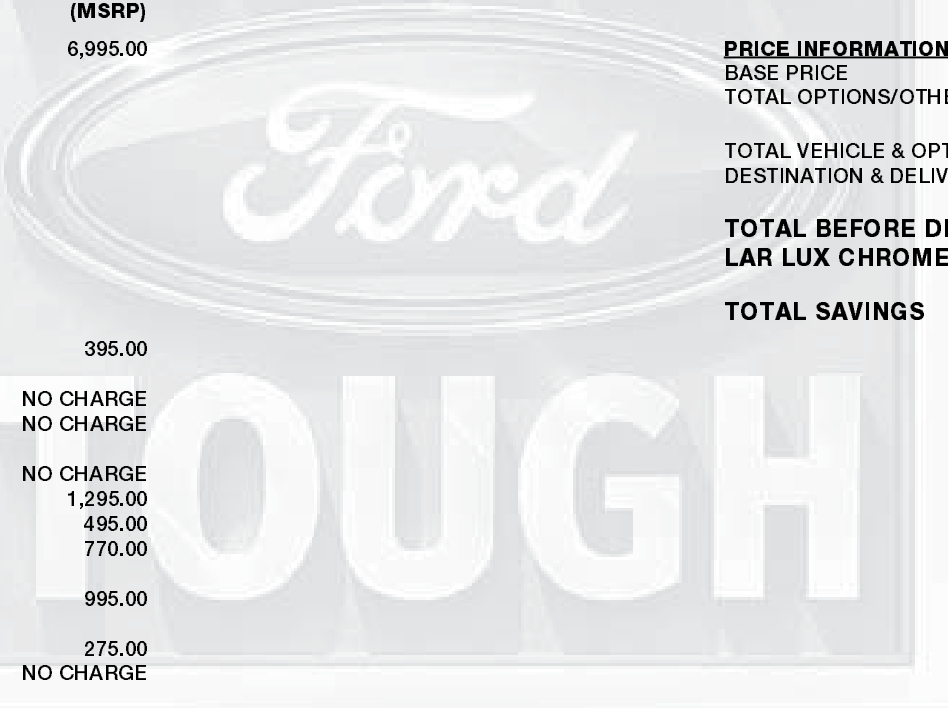 (MSRP)
6,995.00
395.00
NO CHARGE
NO CHARGE
NO CHARGE
1,295.00
495.00
770.00
995.00
275.00
NO CHARGE
PRICE INFORMATION
BASE PRICE
TOTAL OPTIONS/OTHE
TOTAL VEHICLE & OPT
DESTINATION & DELIV
TOTAL BEFORE DI
LAR LUX CHROME
TOTAL SAVINGS
Ford
TOUGH